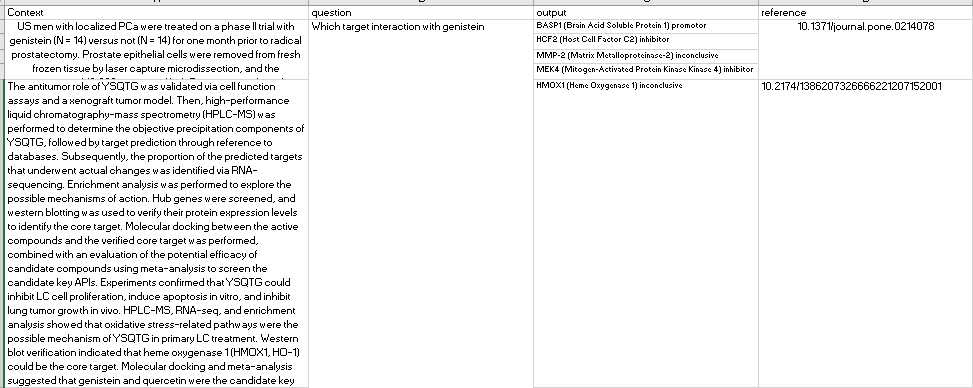 Context
question
output
reference
US men with localized PCa were treated on a phase II trial with
genistein (N = 14) versus not (N = 14) for one month prior to radical
prostatectomy. Prostate epithelial cells were removed from fresh
frozen tissue by laser capture microdissection, and the
Which target interaction with genistein
BASP1 (Brain Acid Soluble Protein 1) promotor
HCF2 (Host Cell Factor C2) inhibitor
MMP-2 (Matrix Metalloproteinase-2) inconclusive
MEK4 (Mitogen-Activated Protein Kinase Kinase 4) inhibitor
10.1371/journal.pone.0214078
The antitumor role of YSQTG was validated via cell function
assays and a xenograft tumor model. Then, high-performance
liquid chromatography-mass spectrometry (HPLC-MS) was
performed to determine the objective precipitation components of
YSQTG, followed by target prediction through reference to
databases. Subsequently, the proportion of the predicted targets
that underwent actual changes was identified via RNA-
sequencing. Enrichment analysis was performed to explore the
possible mechanisms of action. Hub genes were screened, and
western blotting was used to verify their protein expression levels
to identify the core target. Molecular docking between the active
compounds and the verified core target was performed,
combined with an evaluation of the potential efficacy of
candidate compounds using meta-analysis to screen the
candidate key APIs. Experiments confirmed that YSQTG could
inhibit LC cell proliferation, induce apoptosis in vitro, and inhibit
lung tumor growth in vivo. HPLC-MS, RNA-seq, and enrichment
analysis showed that oxidative stress-related pathways were the
possible mechanism of YSQTG in primary LC treatment. Western
blot verification indicated that heme oxygenase 1 (HMOX1, HO-1)
could be the core target. Molecular docking and meta-analysis
suggested that genistein and quercetin were the candidate key
HMOX1 (Heme Oxygenase 1) inconclusive
10.2174/1386207326666221207152001